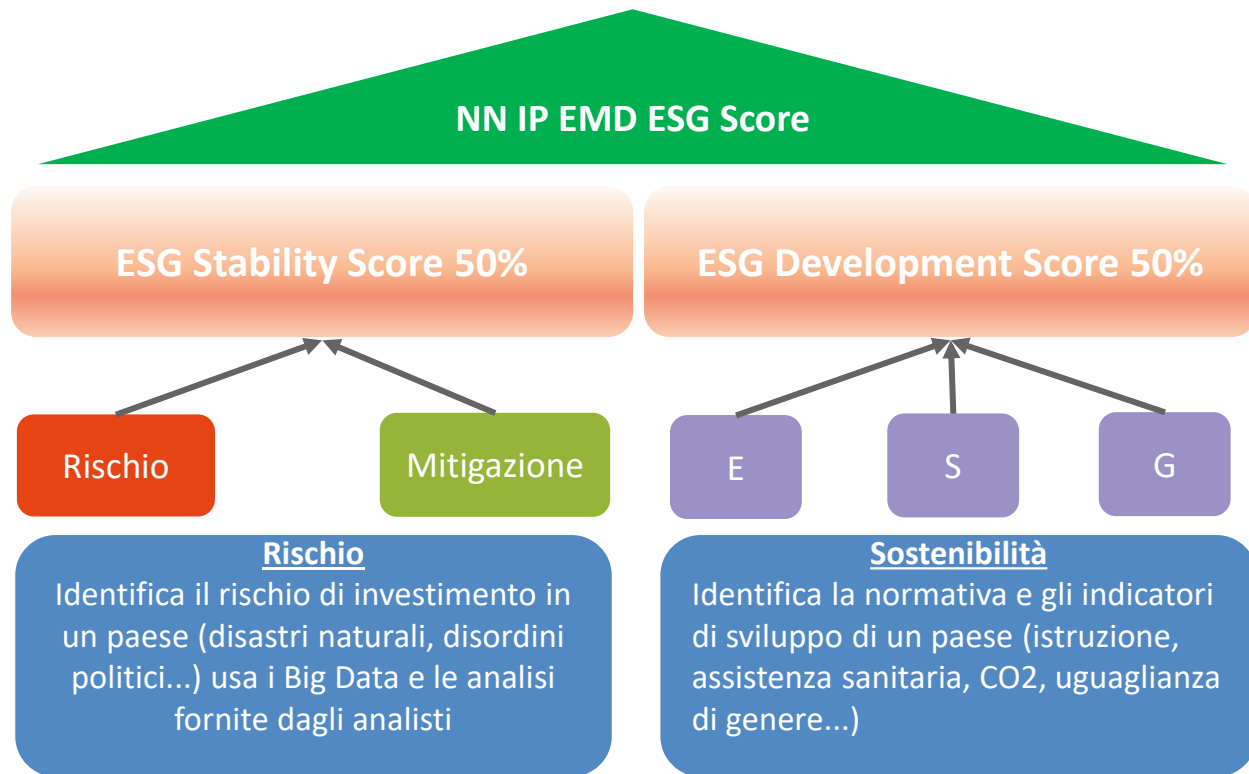 NN IP EMD ESG Score
ESG Stability Score 50%
ESG Development Score 50%
Rischio
Mitigazione
E
S
G
Rischio
Identifica il rischio di investimento in
un paese (disastri naturali, disordini
politici...) usa i Big Data e le analisi
fornite dagli analisti
Sostenibilità
Identifica la normativa e gli indicatori
di sviluppo di un paese (istruzione,
assistenza sanitaria, CO2, uguaglianza
di genere...)